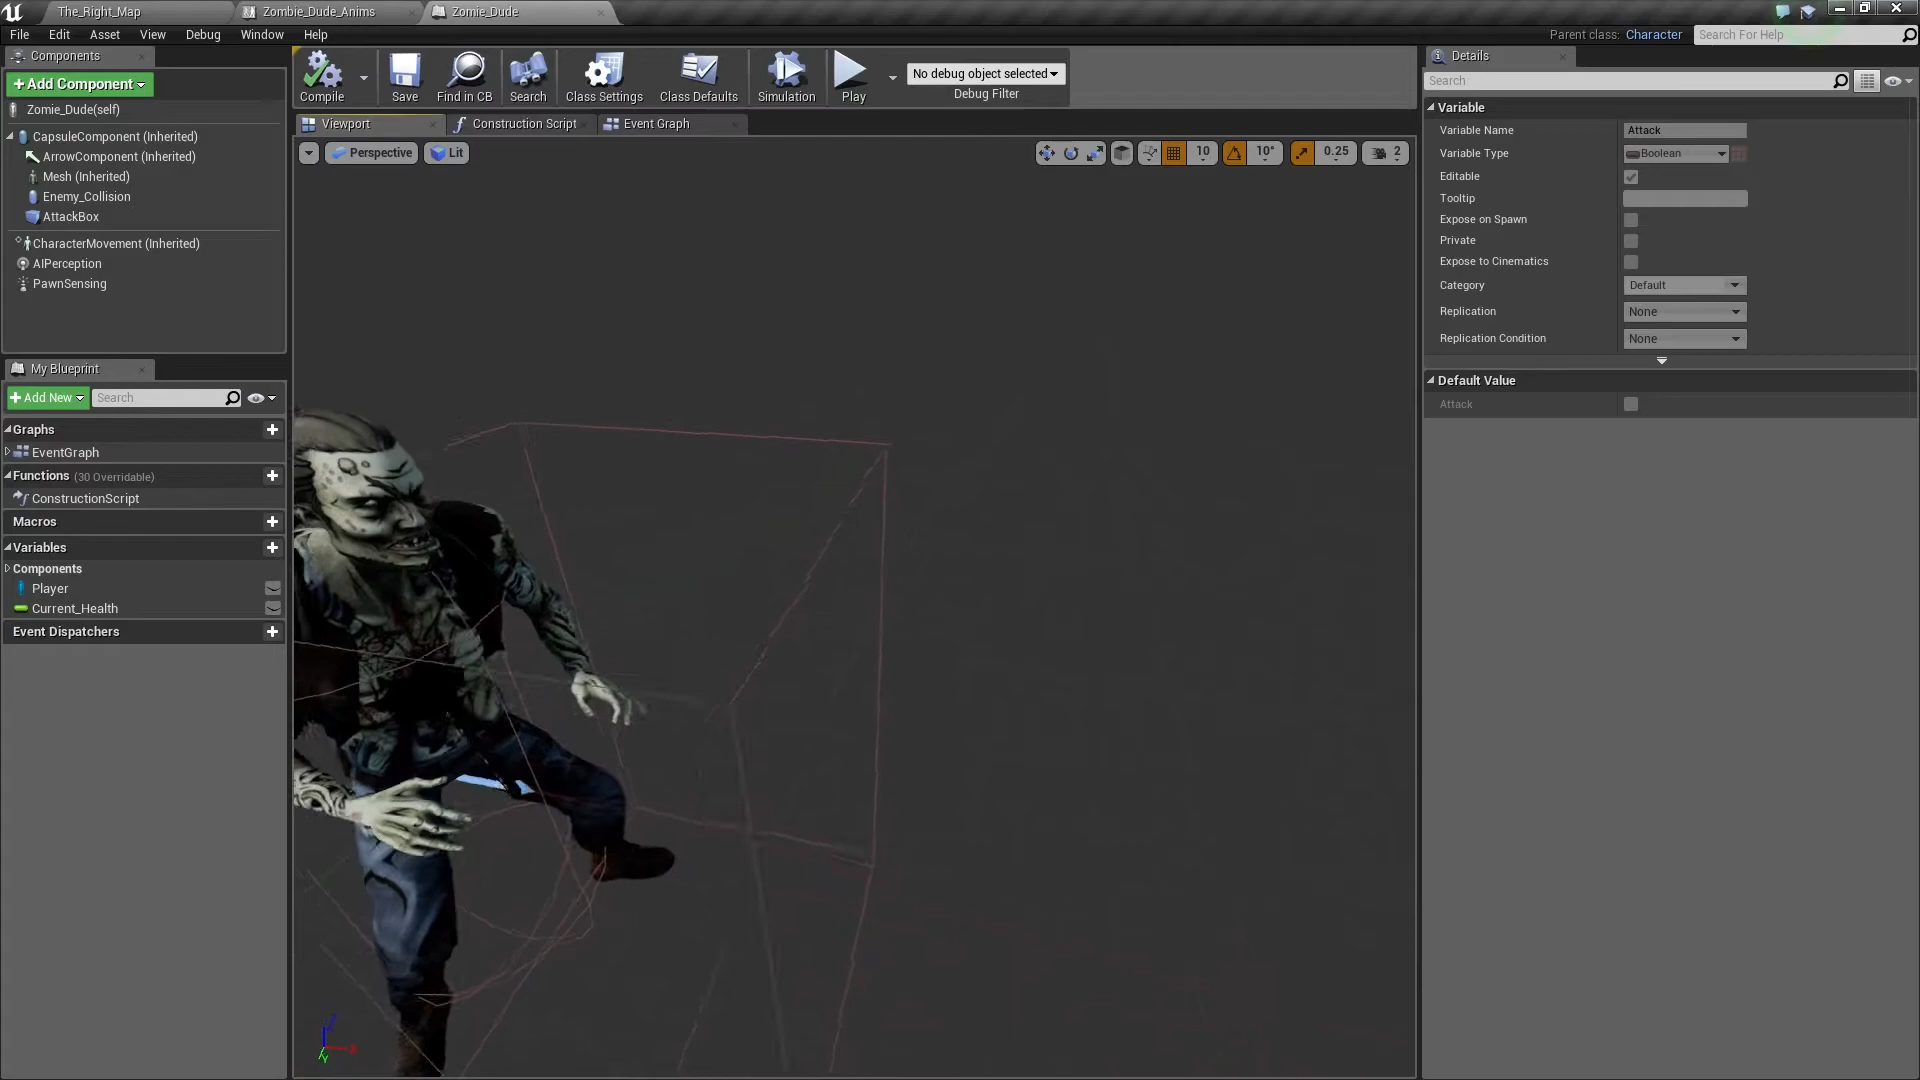 The_Right_Map
Zombie_Dude_Anims
Zomie_Dude
File Edit Asset View Debug Window Help
Parent class: Character
Search For Help
Components
+Add Component
Zomie_Dude(self)
CapsuleComponent (Inherited)
ArrowComponent (Inherited)
Mesh (Inherited)
Enemy_Collision
AttackBox
CharacterMovement (Inherited)
AIPerception
PawnSensing
My Blueprint
+Add New
Search
Graphs
EventGraph
Functions (30 Overridable)
ConstructionScript
Macros
Variables
Components
Player
Current_Health
Event Dispatchers
Compile
Save
Find in CB
Search
Class Settings
Class Defaults
Simulation
Play
No debug object selected
Debug Filter
Viewport
Construction Script
Event Graph
Perspective
Lit
10
10°
0.25
2
X
Y
Details
Search
Variable
Variable Name Attack
Variable Type Boolean
Editable
Tooltip
Expose on Spawn
Private
Expose to Cinematics
Category Default
Replication None
Replication Condition None
Default Value
Attack